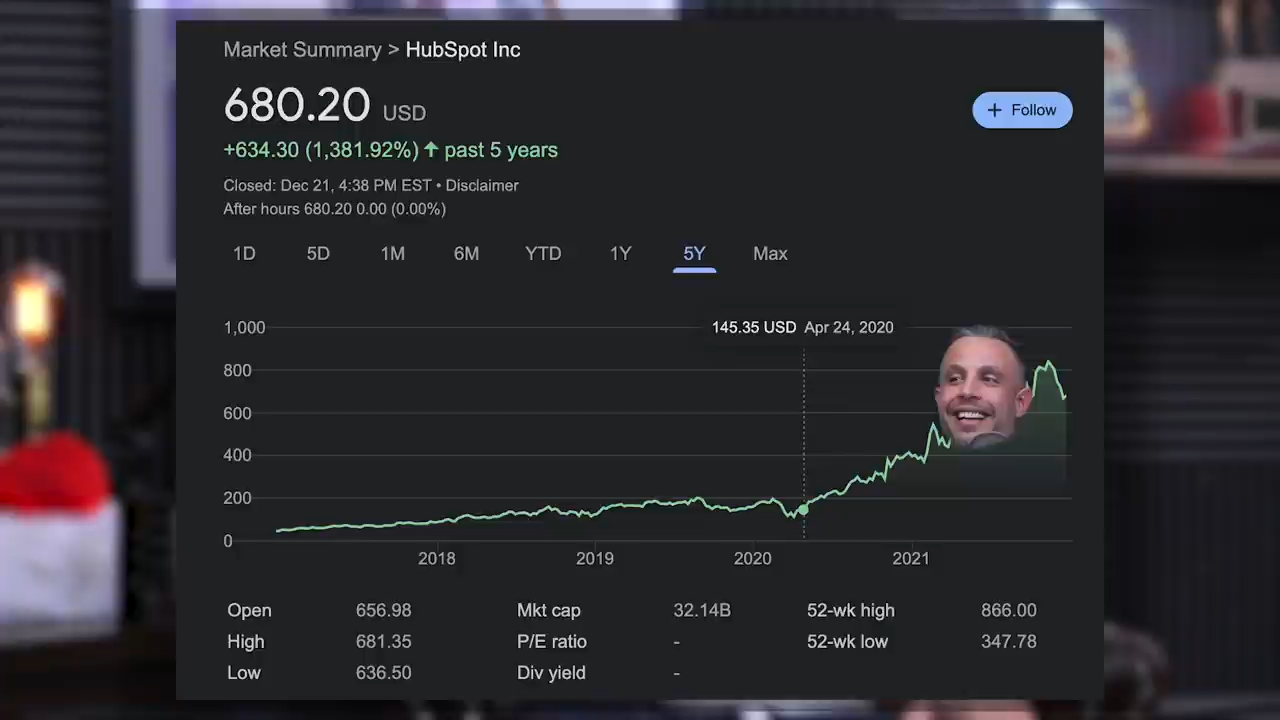 Market Summary > HubSpot Inc
680.20 USD
+ Follow
+634.30 (1,381.92%) ↑ past 5 years
Closed: Dec 21, 4:38 PM EST • Disclaimer
After hours 680.20 0.00 (0.00%)
1D 5D 1M 6M YTD 1Y 5Y Max
145.35 USD Apr 24, 2020
1,000
800
600
400
200
0
2018 2019 2020 2021
Open 656.98 Mkt cap 32.14B 52-wk high 866.00
High 681.35 P/E ratio - 52-wk low 347.78
Low 636.50 Div yield -